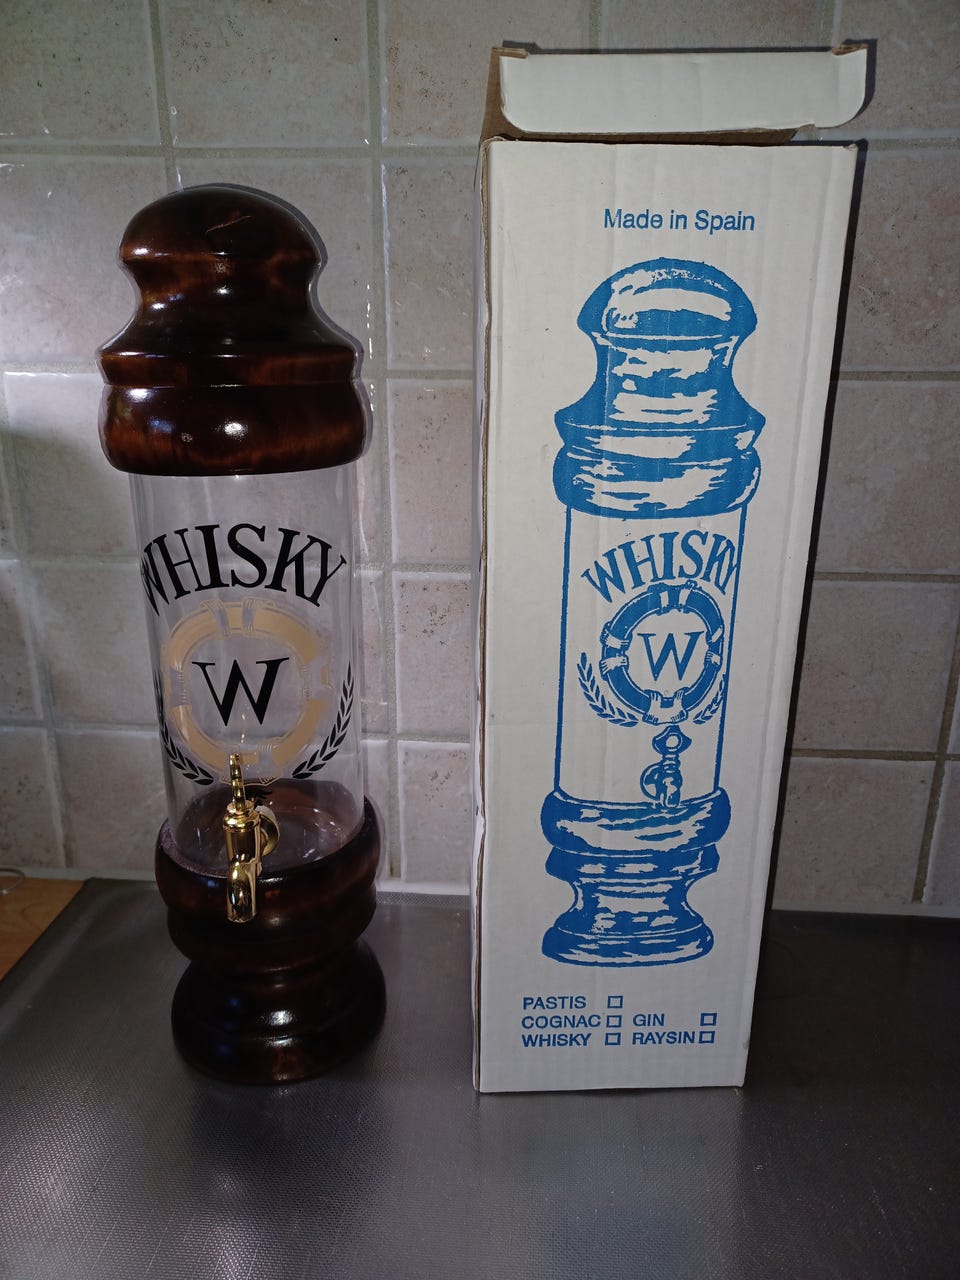 WHISKY
W
Made in Spain
WHISKY
W
PASTIS
COGNAC GIN
WHISKY RAYSIN